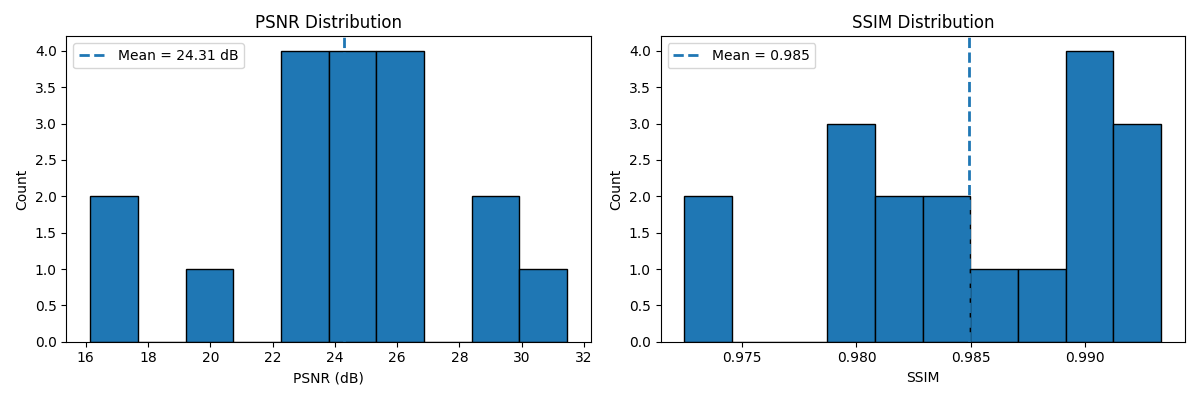 PSNR Distribution
Mean = 24.31 dB
4.0
3.5
3.0
2.5
2.0
1.5
1.0
0.5
0.0
Count
16 18 20 22 24 26 28 30 32
PSNR (dB)
SSIM Distribution
Mean = 0.985
4.0
3.5
3.0
2.5
2.0
1.5
1.0
0.5
0.0
Count
0.975 0.980 0.985 0.990
SSIM